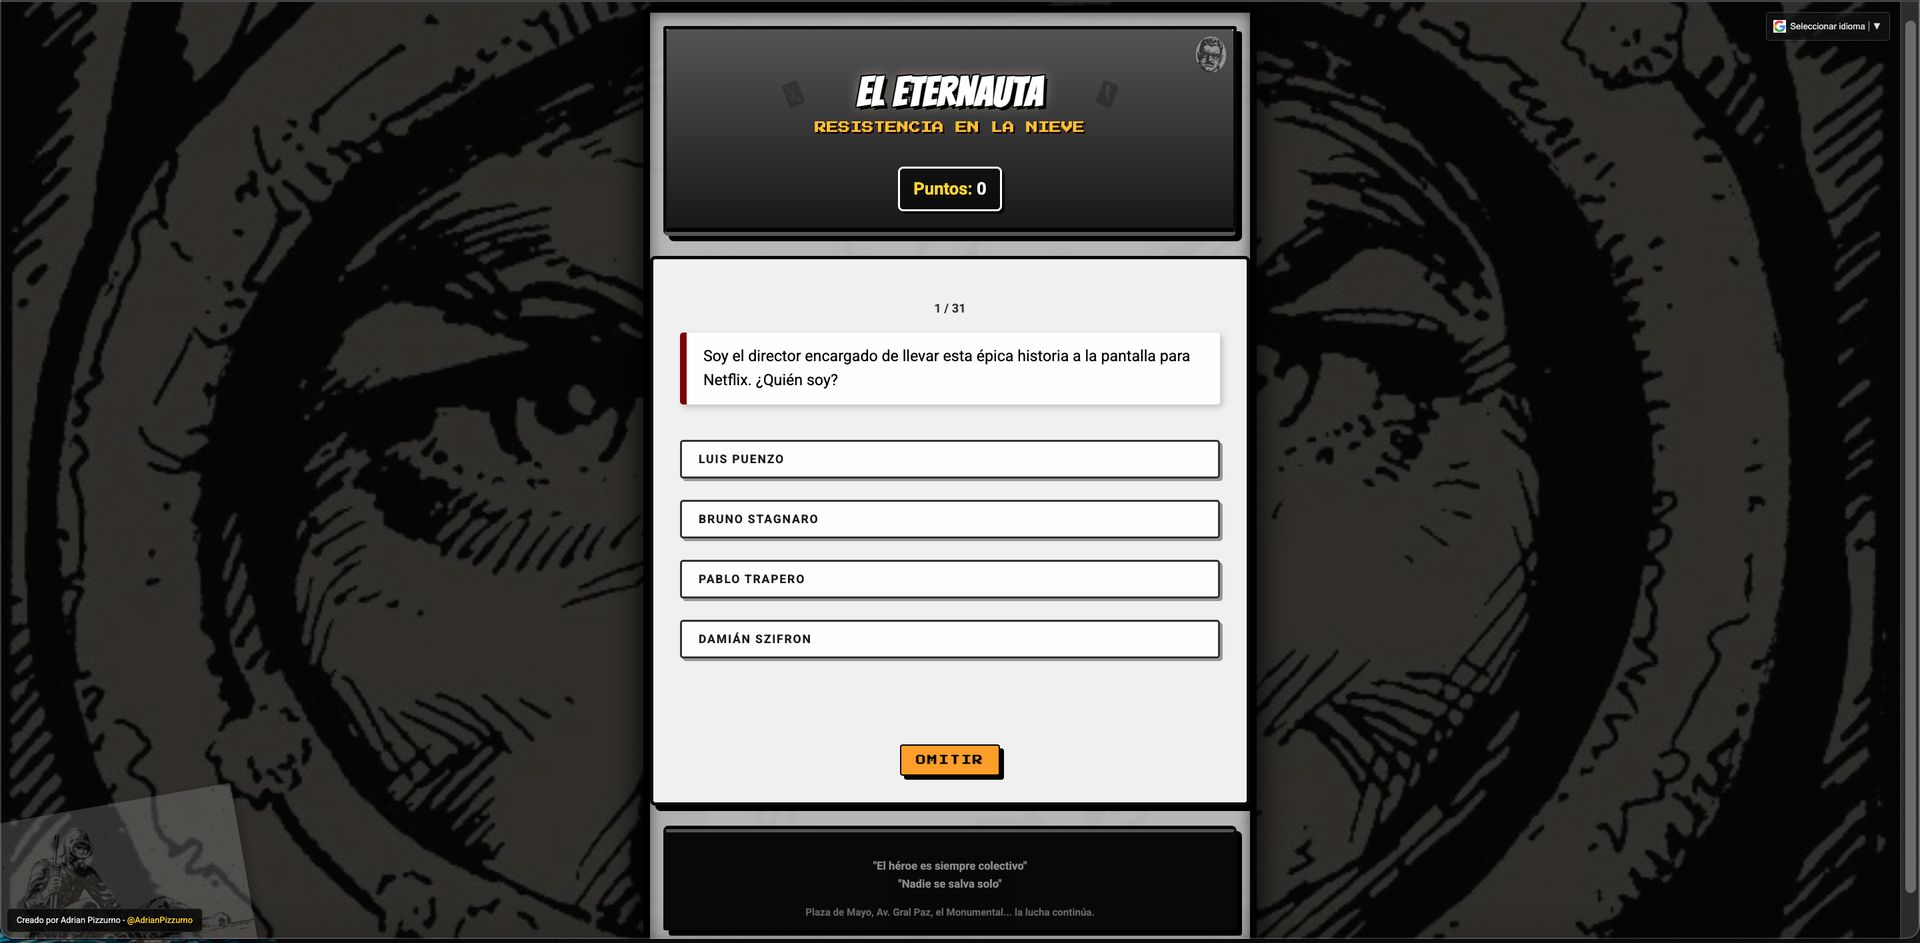 Seleccionar idioma | ▼
EL ETERNAUTA
RESISTENCIA EN LA NIEVE
Puntos: 0
1 / 31
Soy el director encargado de llevar esta épica historia a la pantalla para
Netflix. ¿Quién soy?
LUIS PUENZO
BRUNO STAGNARO
PABLO TRAPERO
DAMIÁN SZIFRON
OMITIR
"El héroe es siempre colectivo"
"Nadie se salva solo"
Plaza de Mayo, Av. Gral Paz, el Monumental... la lucha continúa.
Creado por Adrian Pizzurno - @AdrianPizzurno